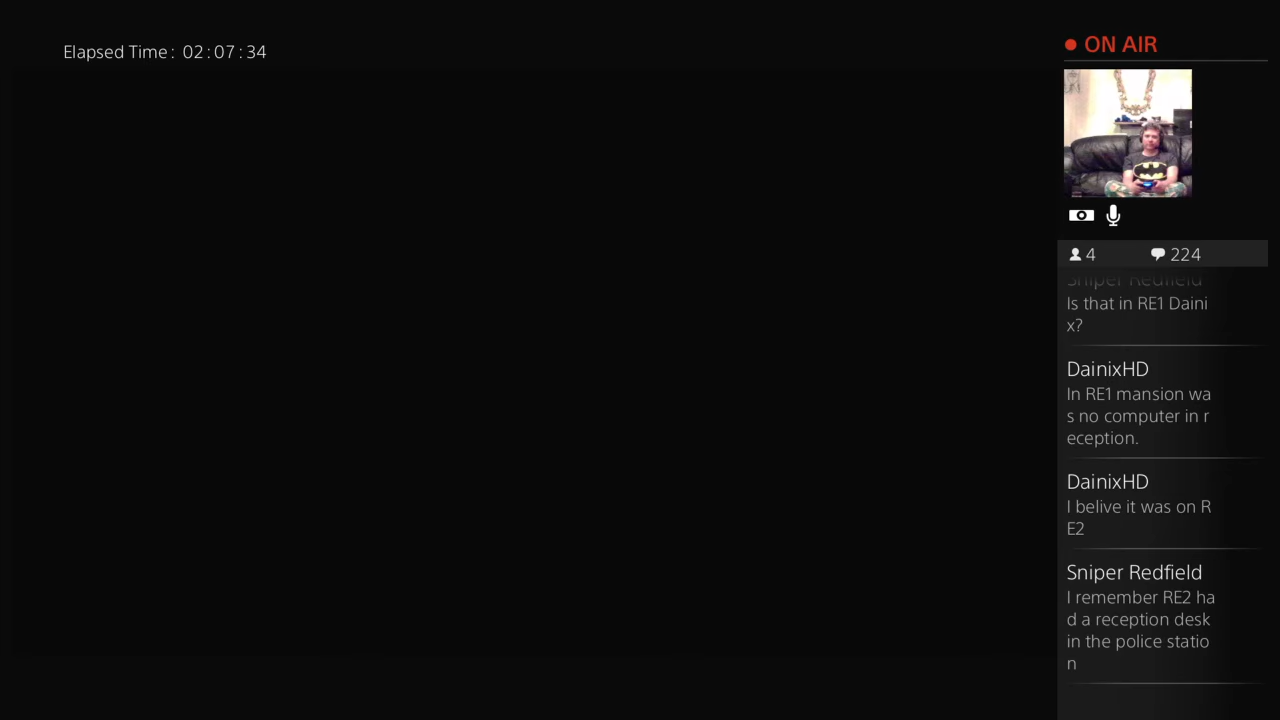 Elapsed Time: 02:07:34
ON AIR
4 224
Sniper Redfield
Is that in RE1 Daini
x?
DainixHD
In RE1 mansion wa
s no computer in r
eception.
DainixHD
I belive it was on R
E2
Sniper Redfield
I remember RE2 ha
d a reception desk
in the police statio
n